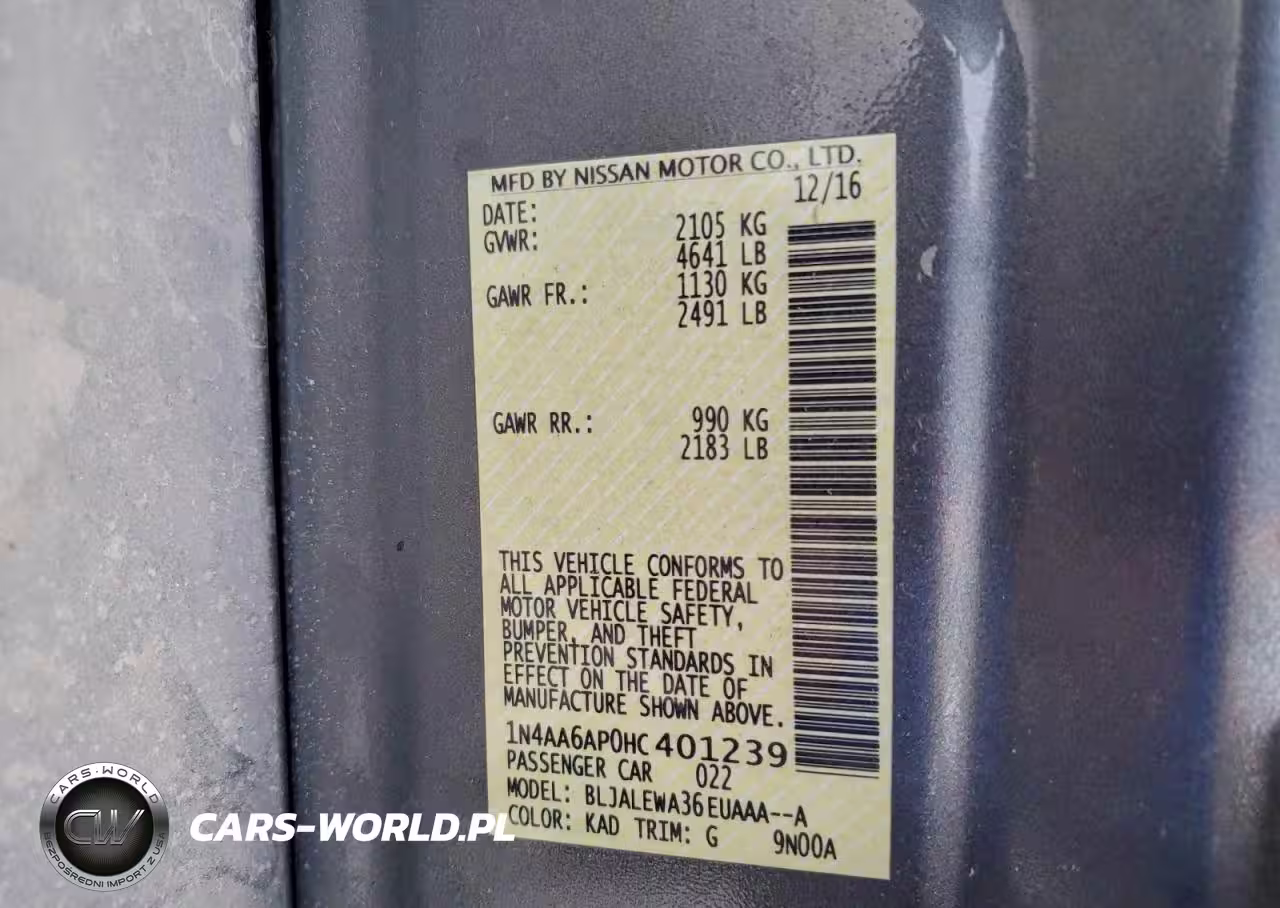 MFD BY NISSAN MOTOR CO., LTD.
DATE: 12/16
GVWR: 2105 KG
4641 LB
GAWR FR.: 1130 KG
2491 LB
GAWR RR.: 990 KG
2183 LB
THIS VEHICLE CONFORMS TO
ALL APPLICABLE FEDERAL
MOTOR VEHICLE SAFETY,
BUMPER, AND THEFT
PREVENTION STANDARDS IN
EFFECT ON THE DATE OF
MANUFACTURE SHOWN ABOVE.
1N4AA6AP0HC401239
PASSENGER CAR 022
MODEL: BLJALEWA36EUAAA--A
COLOR: KAD TRIM: G 9N00A
CARS-WORLD
CW
BEZPOŚREDNI IMPORT Z USA
CARS-WORLD.PL